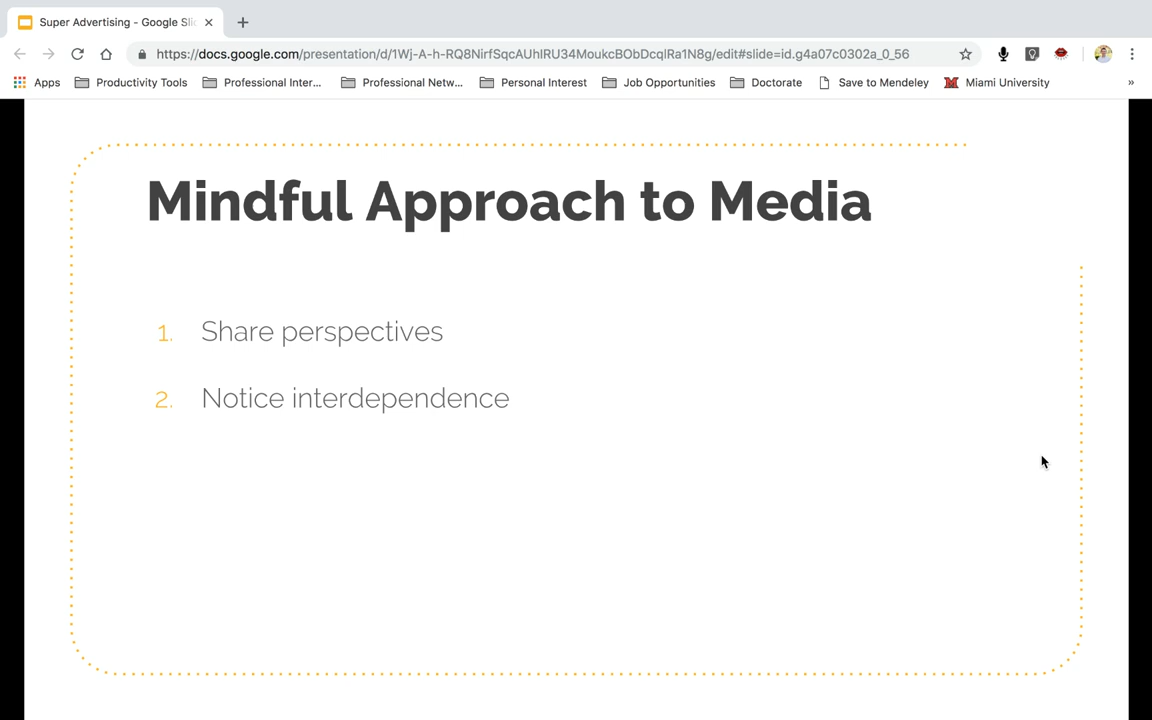 Super Advertising - Google Sli
https://docs.google.com/presentation/d/1Wj-A-h-RQ8NirfSqcAUhlRU34MoukcBObDcqlRa1N8g/edit#slide=id.g4a07c0302a_0_56
Apps Productivity Tools Professional Inter... Professional Netw... Personal Interest Job Opportunities Doctorate Save to Mendeley Miami University »
Mindful Approach to Media
1. Share perspectives
2. Notice interdependence